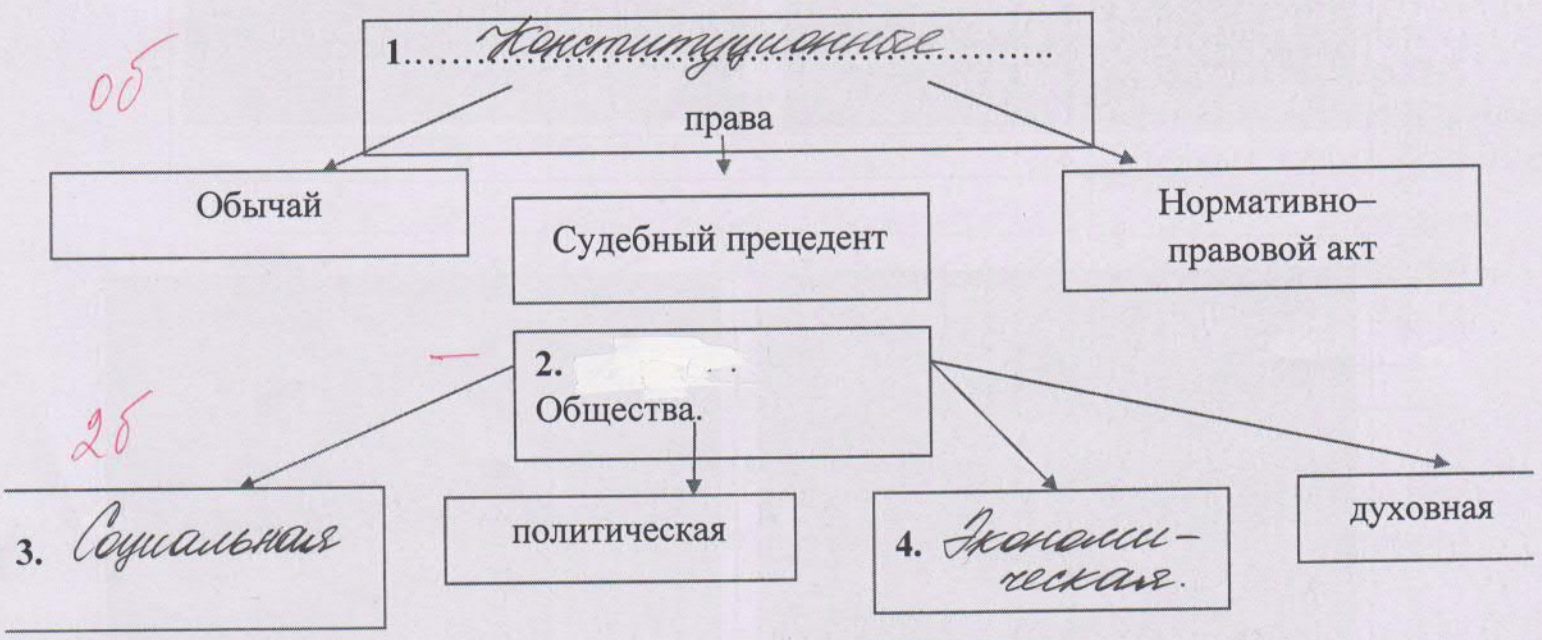 0б
1. Конституционные
права
Обычай
Судебный прецедент
Нормативно–
правовой акт
2.
Общества.
2б
3. Социальная
политическая
4. Экономи-
ческая.
духовная